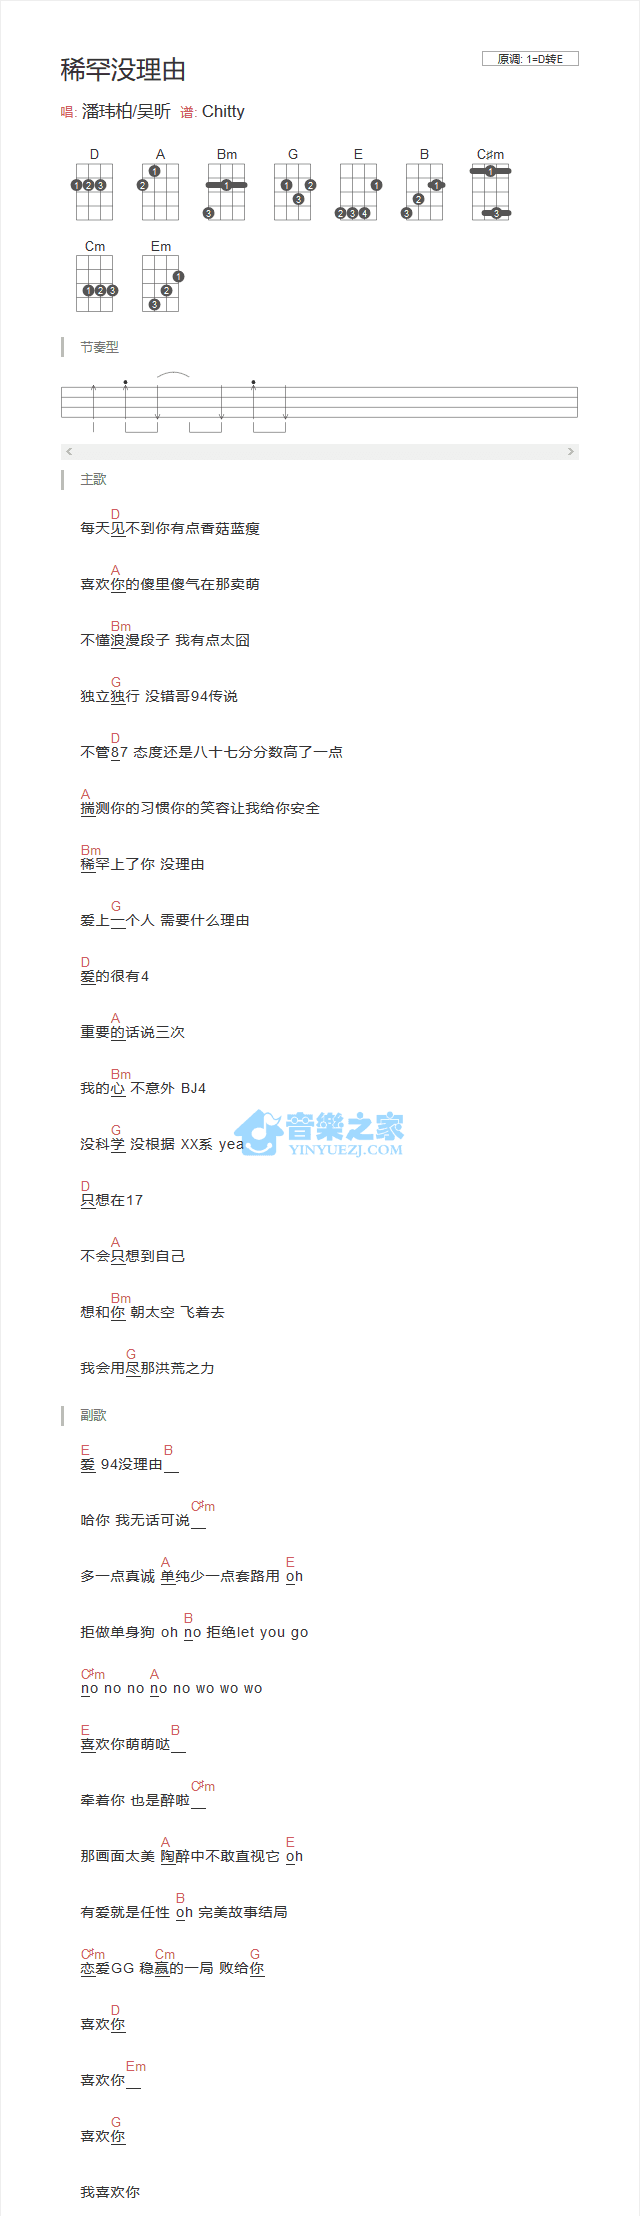 稀罕没理由
原调: 1=D转E
唱: 潘玮柏/吴昕 谱: Chitty
D A Bm G E B C♯m
Cm Em
节奏型
主歌
D
每天见不到你有点香菇蓝瘦
A
喜欢你的傻里傻气在那卖萌
Bm
不懂浪漫段子 我有点太囧
G
独立独行 没错哥94传说
D
不管87 态度还是八十七分分数高了一点
A
揣测你的习惯你的笑容让我给你安全
Bm
稀罕上了你 没理由
G
爱上一个人 需要什么理由
D
爱的很有4
A
重要的话说三次
Bm
我的心 不意外 BJ4
G
没科学 没根据 XX系 yea
音樂之家
YINYUEZJ.COM
D
只想在17
A
不会只想到自己
Bm
想和你 朝太空 飞着去
G
我会用尽那洪荒之力
副歌
E B
爱 94没理由
C♯m
哈你 我无话可说
A E
多一点真诚 单纯少一点套路用 oh
B
拒做单身狗 oh no 拒绝let you go
C♯m A
no no no no no wo wo wo
E B
喜欢你萌萌哒
C♯m
牵着你 也是醉啦
A E
那画面太美 陶醉中不敢直视它 oh
B
有爱就是任性 oh 完美故事结局
C♯m Cm G
恋爱GG 稳赢的一局 败给你
D
喜欢你
Em
喜欢你
G
喜欢你
我喜欢你